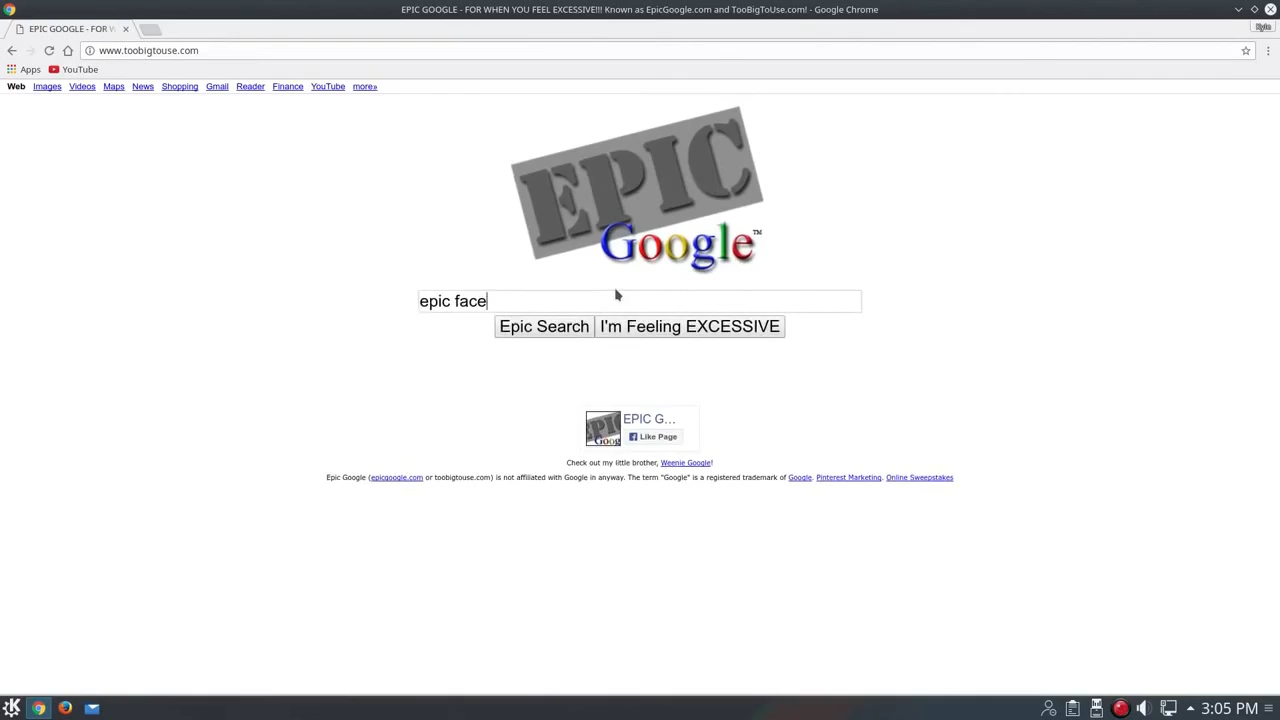 EPIC GOOGLE - FOR WHEN YOU FEEL EXCESSIVE!!! Known as EpicGoogle.com and TooBigToUse.com! - Google Chrome
EPIC GOOGLE - FOR W
Kyle
www.toobigtouse.com
Apps YouTube
Web Images Videos Maps News Shopping Gmail Reader Finance YouTube more»
EPIC
Google™
epic face
Epic Search I'm Feeling EXCESSIVE
EPIC
Goog
EPIC G...
Like Page
Check out my little brother, Weenie Google!
Epic Google (epicgoogle.com or toobigtouse.com) is not affiliated with Google in anyway. The term "Google" is a registered trademark of Google. Pinterest Marketing. Online Sweepstakes
3:05 PM